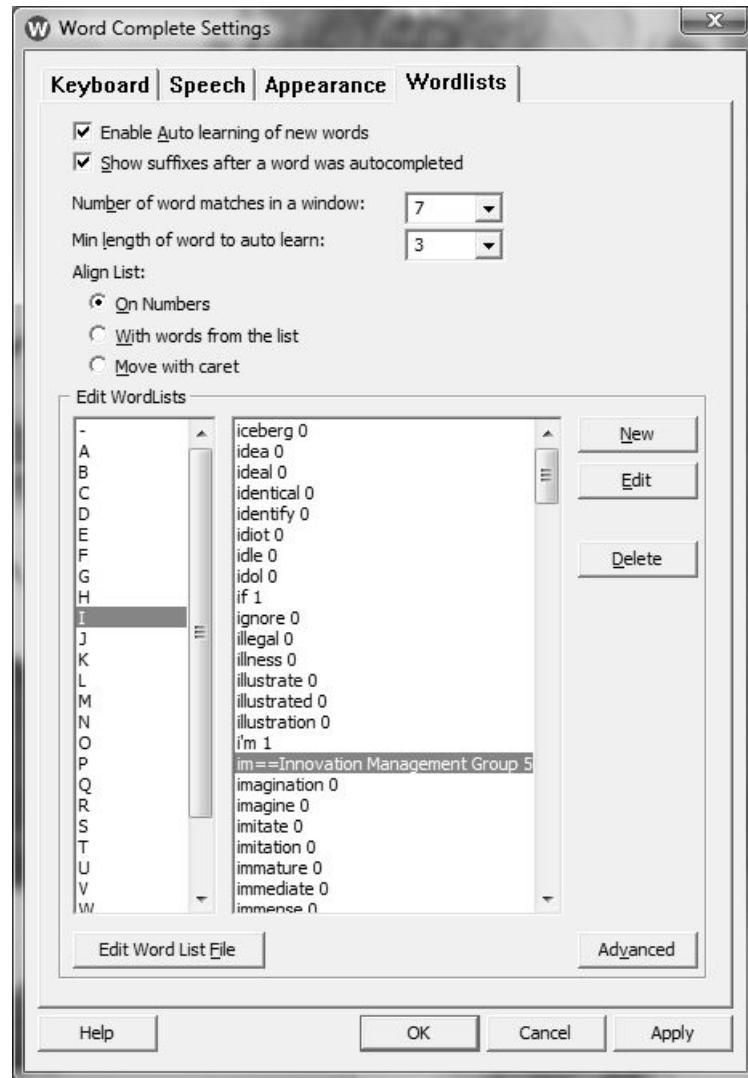 Word Complete Settings
Keyboard Speech Appearance Wordlists
Enable Auto learning of new words
Show suffixes after a word was autocompleted
Number of word matches in a window: 7
Min length of word to auto learn: 3
Align List:
On Numbers
With words from the list
Move with caret
Edit WordLists
-
A
B
C
D
E
F
G
H
I
J
K
L
M
N
O
P
Q
R
S
T
U
V
W
iceberg 0
idea 0
ideal 0
identical 0
identify 0
idiot 0
idle 0
idol 0
if 1
ignore 0
illegal 0
illness 0
illustrate 0
illustrated 0
illustration 0
i'm 1
im==Innovation Management Group 5
imagination 0
imagine 0
imitate 0
imitation 0
immature 0
immediate 0
immense 0
New
Edit
Delete
Edit Word List File
Advanced
Help
OK
Cancel
Apply